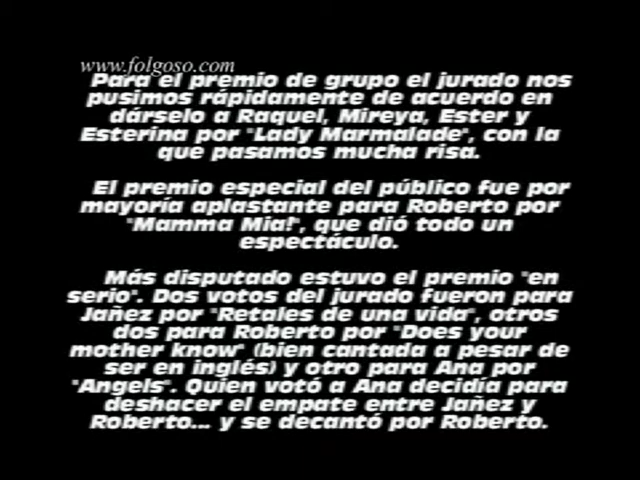 www.folgoso.com
Para el premio de grupo el jurado nos
pusimos rápidamente de acuerdo en
dárselo a Raquel, Mireya, Ester y
Esterina por "Lady Marmalade", con la
que pasamos mucha risa.
El premio especial del público fue por
mayoría aplastante para Roberto por
"Mamma Mia!", que dió todo un
espectáculo.
Más disputado estuvo el premio "en
serio". Dos votos del jurado fueron para
Jañez por "Retales de una vida", otros
dos para Roberto por "Does your
mother know" (bien cantada a pesar de
ser en inglés) y otro para Ana por
"Angels". Quien votó a Ana decidía para
deshacer el empate entre Jañez y
Roberto... y se decantó por Roberto.